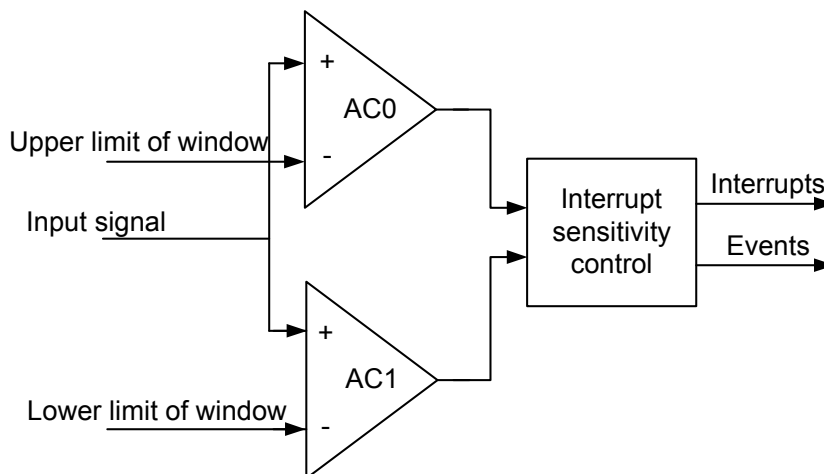 +
AC0
-
Upper limit of window
Input signal
+
AC1
-
Lower limit of window
Interrupt
sensitivity
control
Interrupts
Events